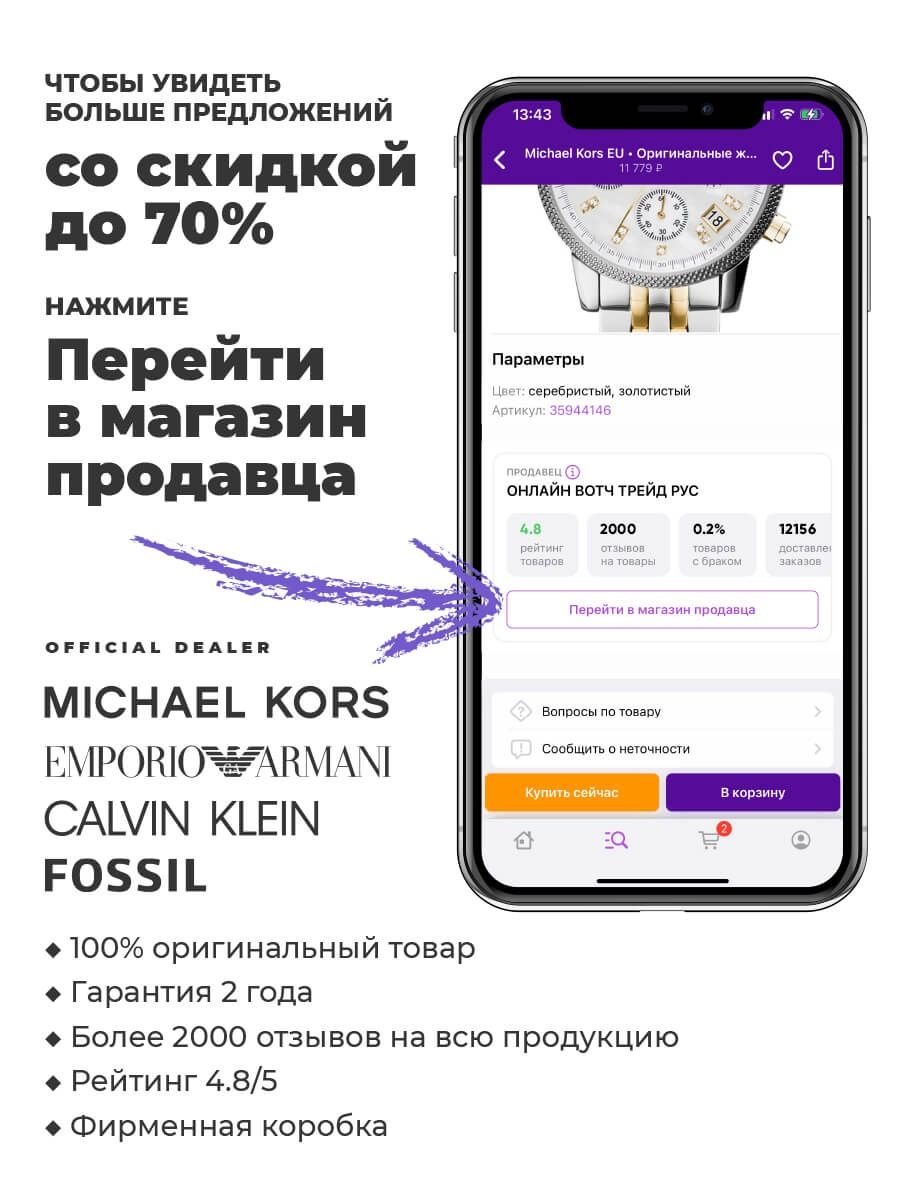 ЧТОБЫ УВИДЕТЬ
БОЛЬШЕ ПРЕДЛОЖЕНИЙ
со скидкой
до 70%
НАЖМИТЕ
Перейти
в магазин
продавца
OFFICIAL DEALER
MICHAEL KORS
EMPORIO ARMANI
CALVIN KLEIN
FOSSIL
13:43
Michael Kors EU • Оригинальные ж...
11 779 ₽
18
Параметры
Цвет: серебристый, золотистый
Артикул: 35944146
ПРОДАВЕЦ
ОНЛАЙН ВОТЧ ТРЕЙД РУС
4.8 2000 0.2% 12156
рейтинг отзывов товаров доставлен
товаров на товары с браком заказов
Перейти в магазин продавца
Вопросы по товару
Сообщить о неточности
Купить сейчас В корзину
2
◆ 100% оригинальный товар
◆ Гарантия 2 года
◆ Более 2000 отзывов на всю продукцию
◆ Рейтинг 4.8/5
◆ Фирменная коробка